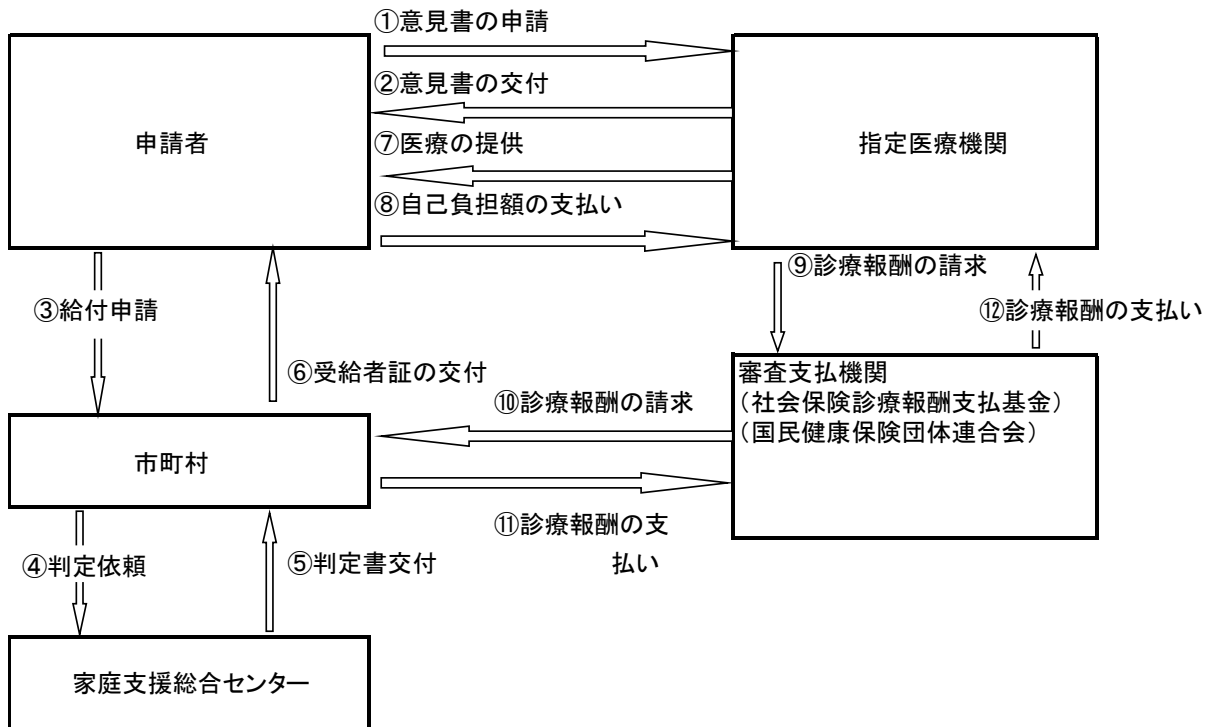 ①意見書の申請
②意見書の交付
申請者
⑦医療の提供
指定医療機関
⑧自己負担額の支払い
⑨診療報酬の請求
③給付申請
⑫診療報酬の支払い
⑥受給者証の交付
審査支払機関
(社会保険診療報酬支払基金)
(国民健康保険団体連合会)
⑩診療報酬の請求
市町村
⑪診療報酬の支
払い
④判定依頼
⑤判定書交付
家庭支援総合センター